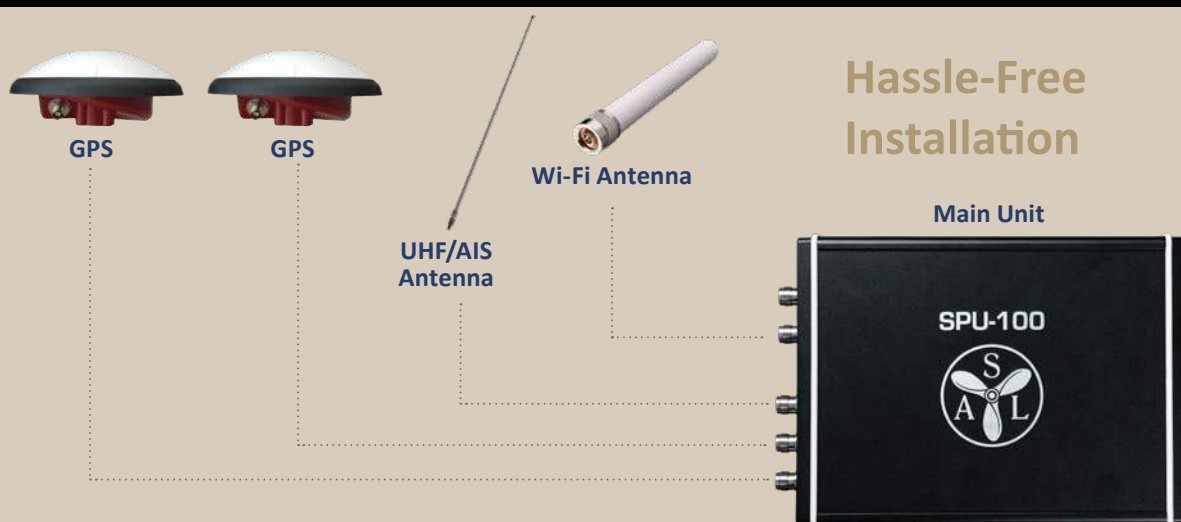 Hassle-Free
Installation
GPS
GPS
Wi-Fi Antenna
UHF/AIS
Antenna
Main Unit
SPU-100
S
A L